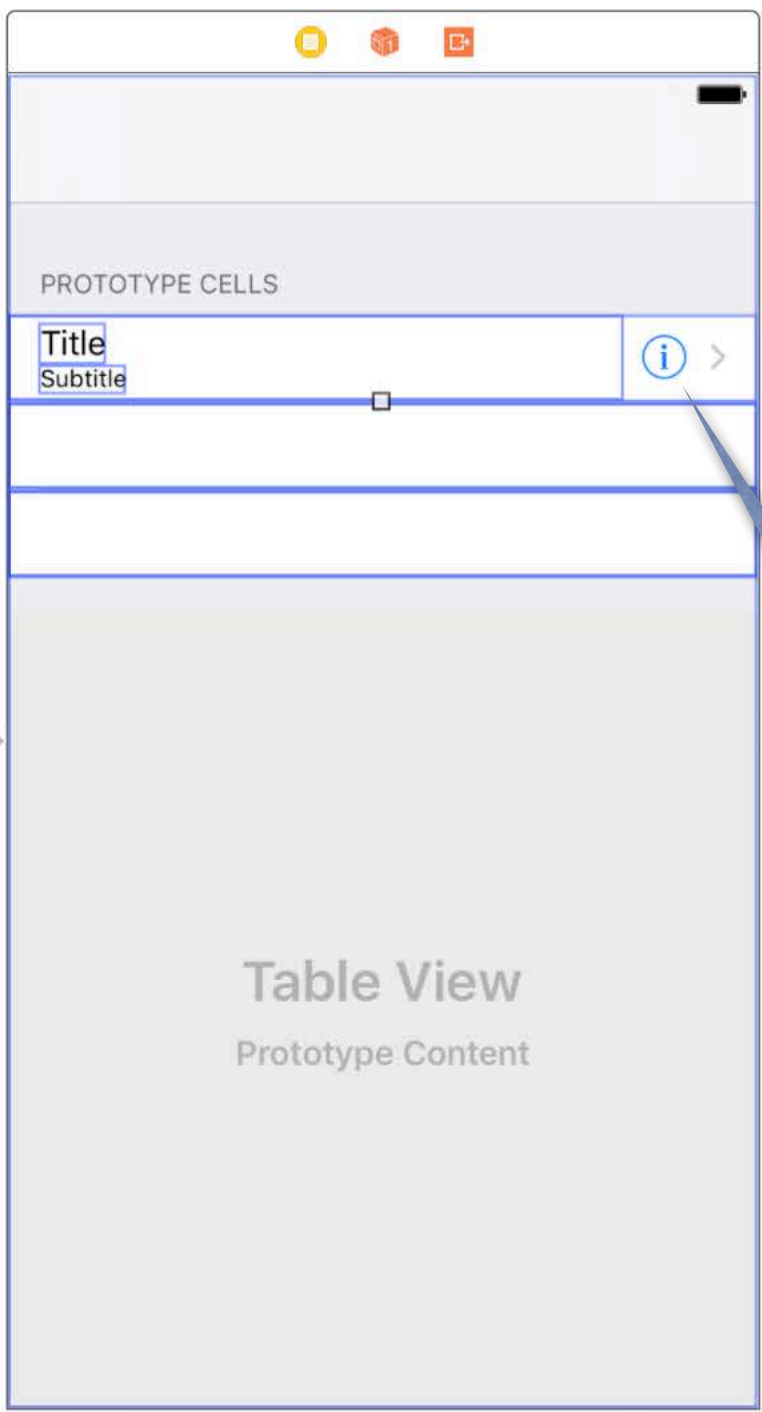 PROTOTYPE CELLS
Title
Subtitle
i
Table View
Prototype Content